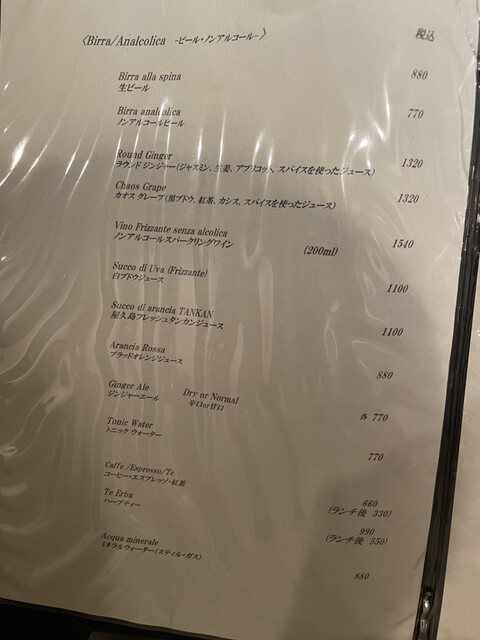 〈Birra/Analcolica -ビール・ノンアルコール-〉 税込
Birra alla spina 880
生ビール
Birra analcolica 770
ノンアルコールビール
Round Ginger 1320
ラウンド ジンジャー(ジャスミン、生姜、アプリコット、スパイスを使ったジュース)
Chaos Grape 1320
カオス グレープ(黒ブドウ、紅茶、カシス、スパイスを使ったジュース)
Vino Frizzante senza alcolica
ノンアルコールスパークリングワイン (200ml) 1540
Succo di Uva (Frizzante)
白ブドウジュース 1100
Succo di arancia TANKAN
屋久島フレッシュタンカンジュース 1100
Arancia Rossa
ブラッドオレンジジュース 880
Ginger Ale Dry or Normal
ジンジャーエール 辛口or甘口 各 770
Tonic Water
トニック ウォーター 770
Caffe /Espresso/Te
コーヒー・エスプレッソ・紅茶 660
(ランチ後 330)
Te Erba
ハーブティー 990
(ランチ後 550)
Acqua minerale
ミネラルウォーター(スティル・ガス) 880